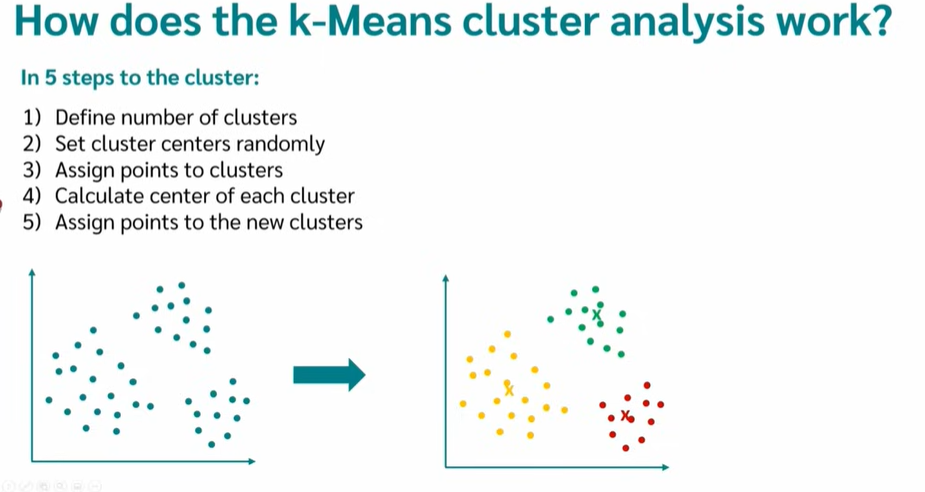 How does the k-Means cluster analysis work?
In 5 steps to the cluster:
1) Define number of clusters
2) Set cluster centers randomly
3) Assign points to clusters
4) Calculate center of each cluster
5) Assign points to the new clusters
X
X
X